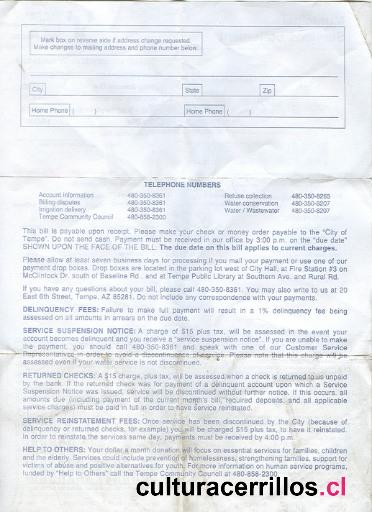 Mark box on reverse side if address change requested.
Make changes to mailing address and phone number below.
City
State
Zip
Home Phone ( )
Home Phone ( )
TELEPHONE NUMBERS
Account information 480-350-8361
Billing disputes 480-350-8361
Irrigation delivery 480-350-8361
Tempe Community Council 480-858-2300
Refuse collection 480-350-8265
Water conservation 480-350-8207
Water / Wastewater 480-350-8207
This bill is payable upon receipt. Please make your check or money order payable to the "City of
Tempe". Do not send cash. Payment must be received in our office by 3:00 p.m. on the "due date"
SHOWN UPON THE FACE OF THE BILL. The due date on this bill applies to current charges.
Please allow at least seven business days for processing if you mail your payment or use one of our
payment drop boxes. Drop boxes are located in the parking lot west of City Hall, at Fire Station #3 on
McClintock Dr. south of Baseline Rd. and at Tempe Public Library at Southern Ave. and Rural Rd.
If you have any questions about your bill, please call 480-350-8361. You may also write to us at 20
East 6th Street, Tempe, AZ 85281. Do not include any correspondence with your payments.
DELINQUENCY FEES: Failure to make full payment will result in a 1% delinquency fee being
assessed on all amounts in arrears on the due date.
SERVICE SUSPENSION NOTICE: A charge of $15 plus tax, will be assessed in the event your
account becomes delinquent and you receive a "service suspension notice". If you are unable to make
the payment, you should call 480-350-8361 and speak with one of our Customer Service
Representatives in order to avoid a discontinuance of service. Please note that this charge will be
assessed even if your water service is not discontinued.
RETURNED CHECKS: A $15 charge, plus tax, will be assessed when a check is returned to us unpaid
by the bank. If the returned check was for payment of a delinquent account upon which a Service
Suspension Notice was issued, service will be discontinued without further notice. If this occurs, all
amounts due (including payment of the current month's bill, required deposits, and all applicable
service charges) must be paid in full in order to have service reinstated.
SERVICE REINSTATEMENT FEES: Once service has been discontinued by the City (because of
delinquency or returned checks, for example) you will be charged $15 plus tax, to have it reinstated.
In order to reinstate the services same day, payments must be received by 4:00 p.m.
HELP TO OTHERS: Your dollar a month donation will focus on essential services for families, children
and the elderly. Services could include prevention of homelessness, strengthening families, support for
victims of abuse and positive alternatives for youth. For more information on human service programs,
funded by "Help to Others" call the Tempe Community Council at 480-858-2300.
culturacerrillos.cl